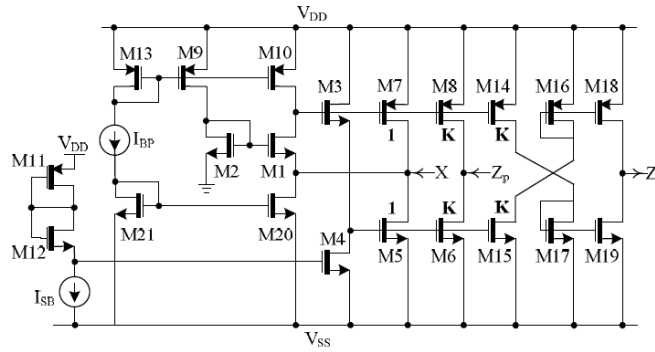 V_DD
M13 M9 M10
M3 M7 M8 M14 M16 M18
I_BP
1 K K
V_DD
M11
M2 M1
X Z_p Z
M12
M21 M20
M4
1 K K
M5 M6 M15 M17 M19
I_SB
V_SS